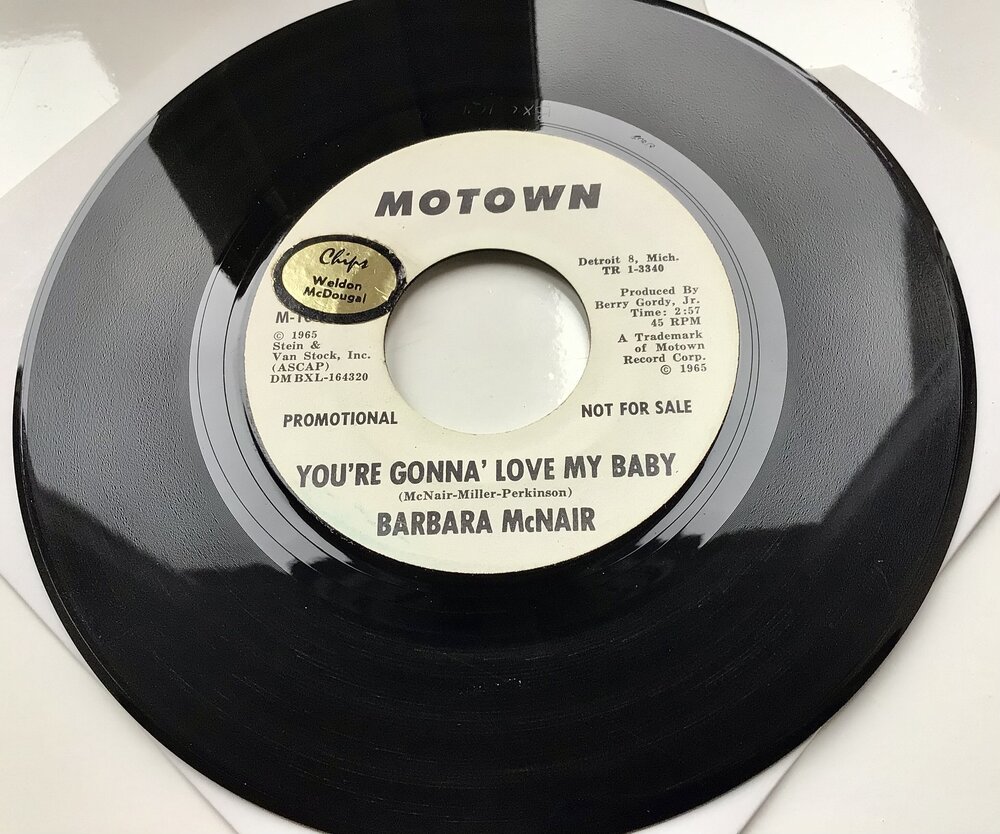 MOTOWN
Chips
Weldon
McDougal
© 1965
Stein &
Van Stock, Inc.
(ASCAP)
DM BXL-164320
Detroit 8, Mich.
TR 1-3340
Produced By
Berry Gordy, Jr.
Time: 2:57
45 RPM
A Trademark
of Motown
Record Corp.
© 1965
PROMOTIONAL
NOT FOR SALE
YOU'RE GONNA' LOVE MY BABY
(McNair-Miller-Perkinson)
BARBARA McNAIR